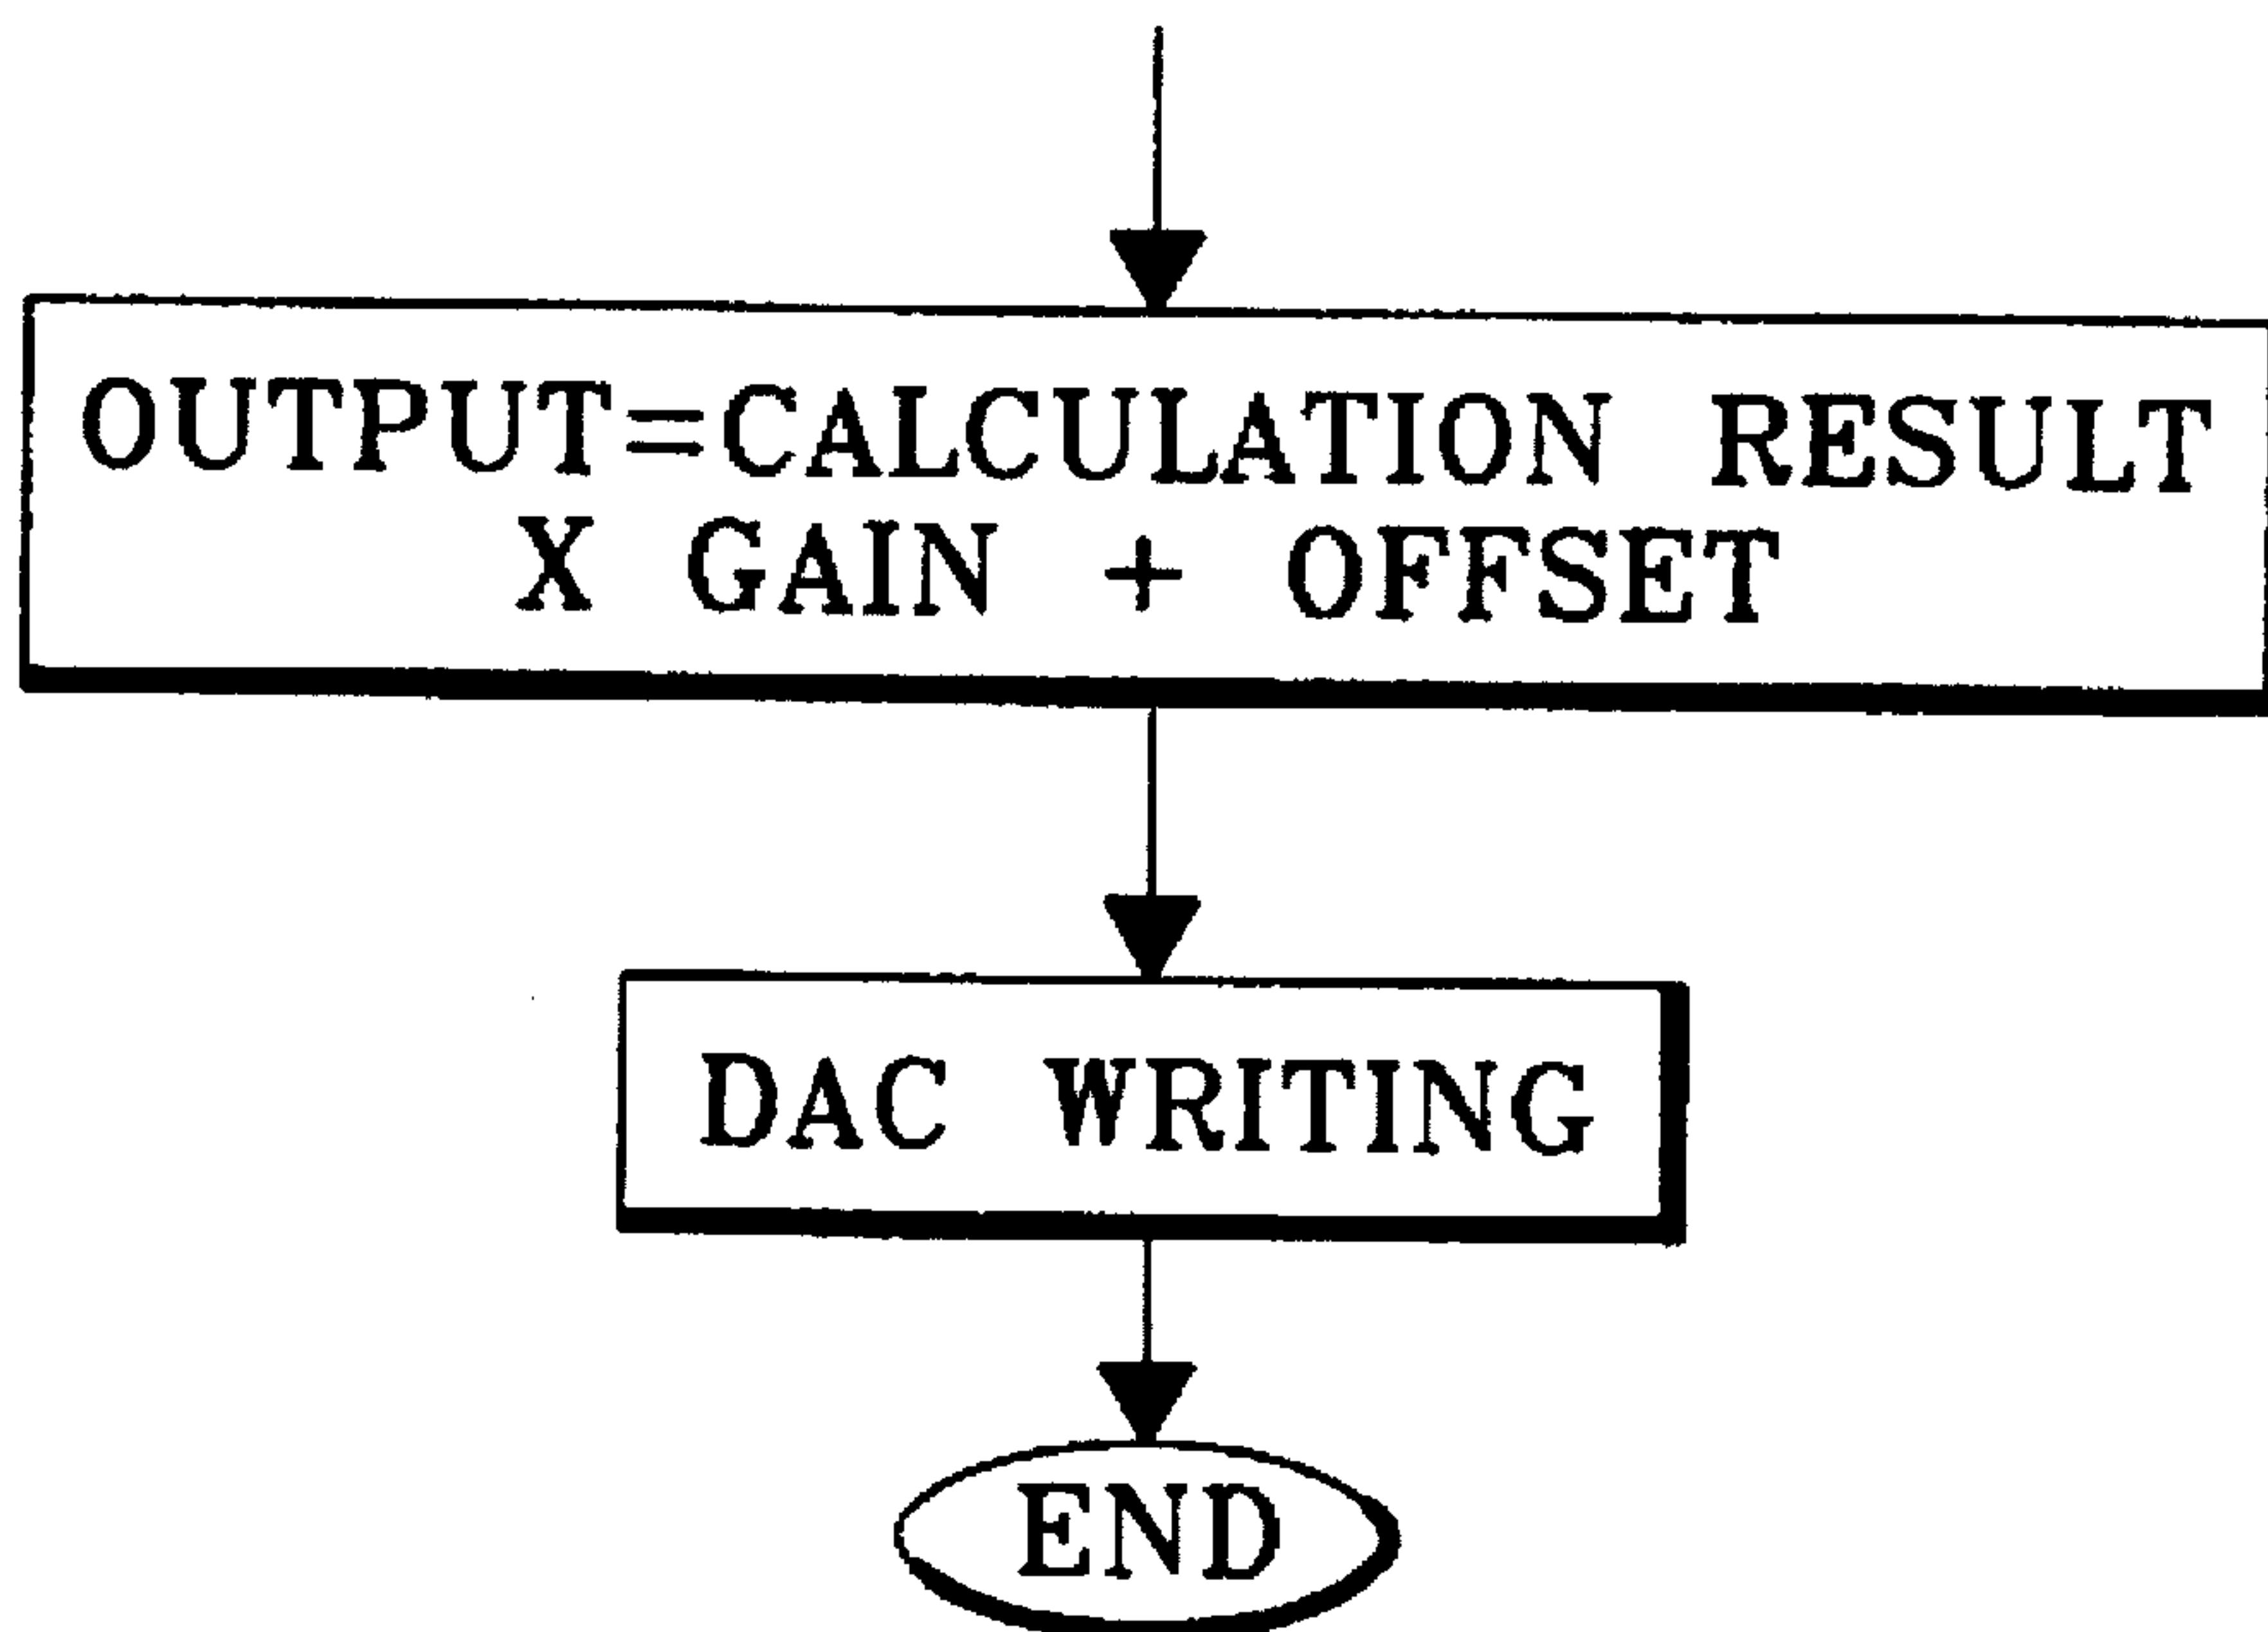 OUTPUT=CALCULATION RESULT
X GAIN + OFFSET
DAC WRITING
END